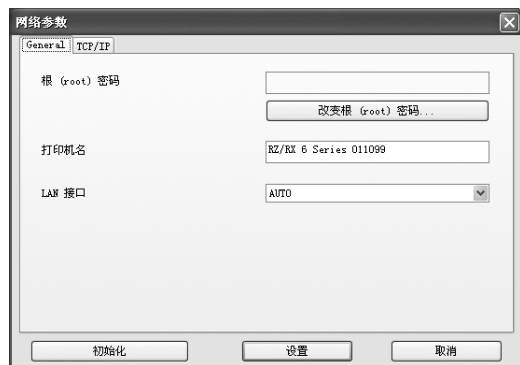 网络参数
General TCP/IP
根 (root) 密码
改变根 (root) 密码...
打印机名 RZ/RX 6 Series 011099
LAN 接口 AUTO
初始化 设置 取消